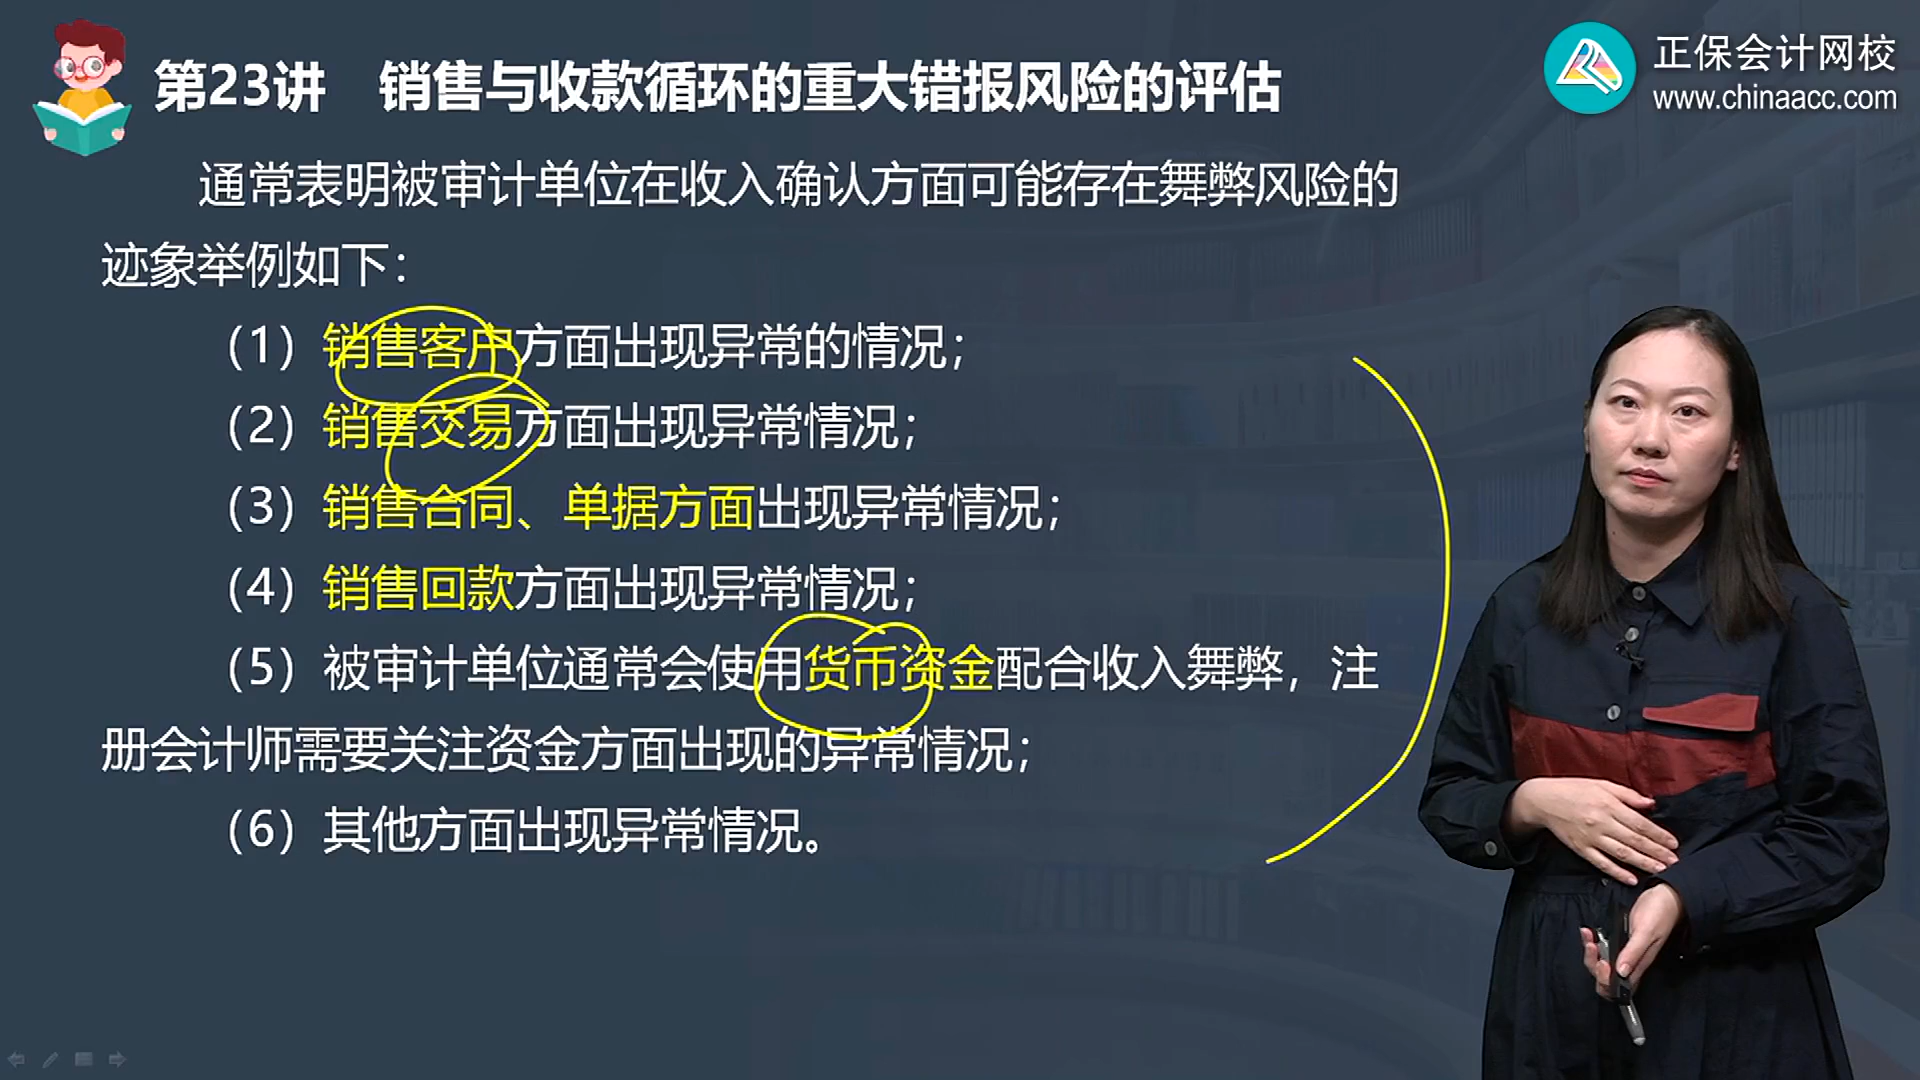 第23讲　销售与收款循环的重大错报风险的评估
正保会计网校
www.chinaacc.com
通常表明被审计单位在收入确认方面可能存在舞弊风险的
迹象举例如下：
（1）销售客户方面出现异常的情况；
（2）销售交易方面出现异常情况；
（3）销售合同、单据方面出现异常情况；
（4）销售回款方面出现异常情况；
（5）被审计单位通常会使用货币资金配合收入舞弊，注
册会计师需要关注资金方面出现的异常情况；
（6）其他方面出现异常情况。